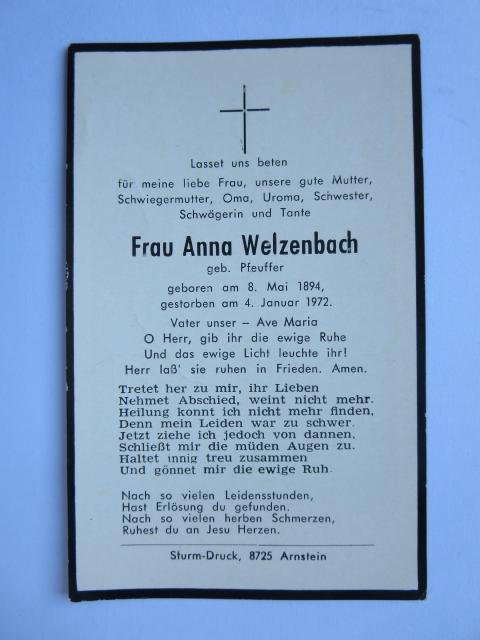 Lasset uns beten
für meine liebe Frau, unsere gute Mutter,
Schwiegermutter, Oma, Uroma, Schwester,
Schwägerin und Tante
Frau Anna Welzenbach
geb. Pfeuffer
geboren am 8. Mai 1894,
gestorben am 4. Januar 1972.
Vater unser – Ave Maria
O Herr, gib ihr die ewige Ruhe
Und das ewige Licht leuchte ihr!
Herr laß' sie ruhen in Frieden. Amen.
Tretet her zu mir, ihr Lieben
Nehmet Abschied, weint nicht mehr.
Heilung konnt ich nicht mehr finden,
Denn mein Leiden war zu schwer.
Jetzt ziehe ich jedoch von dannen,
Schließt mir die müden Augen zu.
Haltet innig treu zusammen
Und gönnet mir die ewige Ruh.
Nach so vielen Leidensstunden,
Hast Erlösung du gefunden.
Nach so vielen herben Schmerzen,
Ruhest du an Jesu Herzen.
Sturm-Druck, 8725 Arnstein